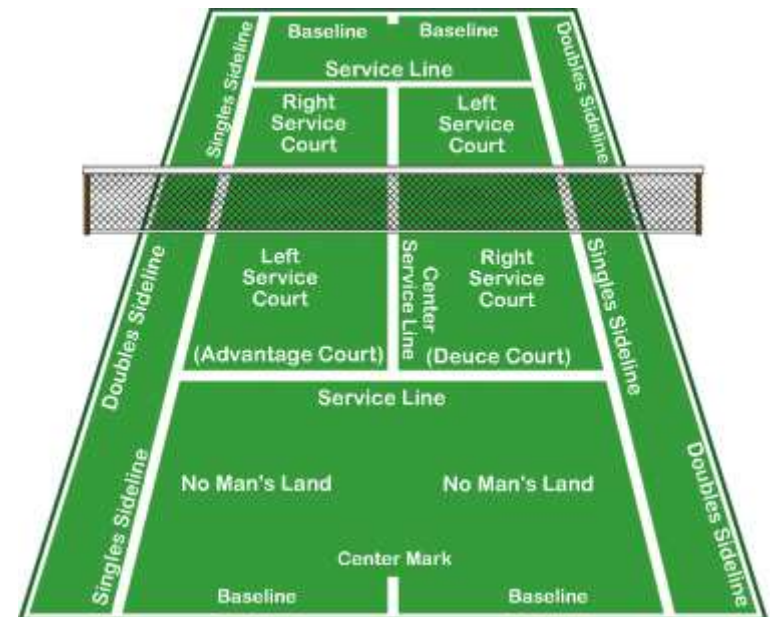 Baseline
Baseline
Singles Sideline
Doubles Sideline
Service Line
Right
Service
Court
Left
Service
Court
Doubles Sideline
Left
Service
Court
Center
Service Line
Right
Service
Court
Singles Sideline
(Advantage Court)
(Deuce Court)
Service Line
Singles Sideline
No Man's Land
No Man's Land
Doubles Sideline
Center Mark
Baseline
Baseline